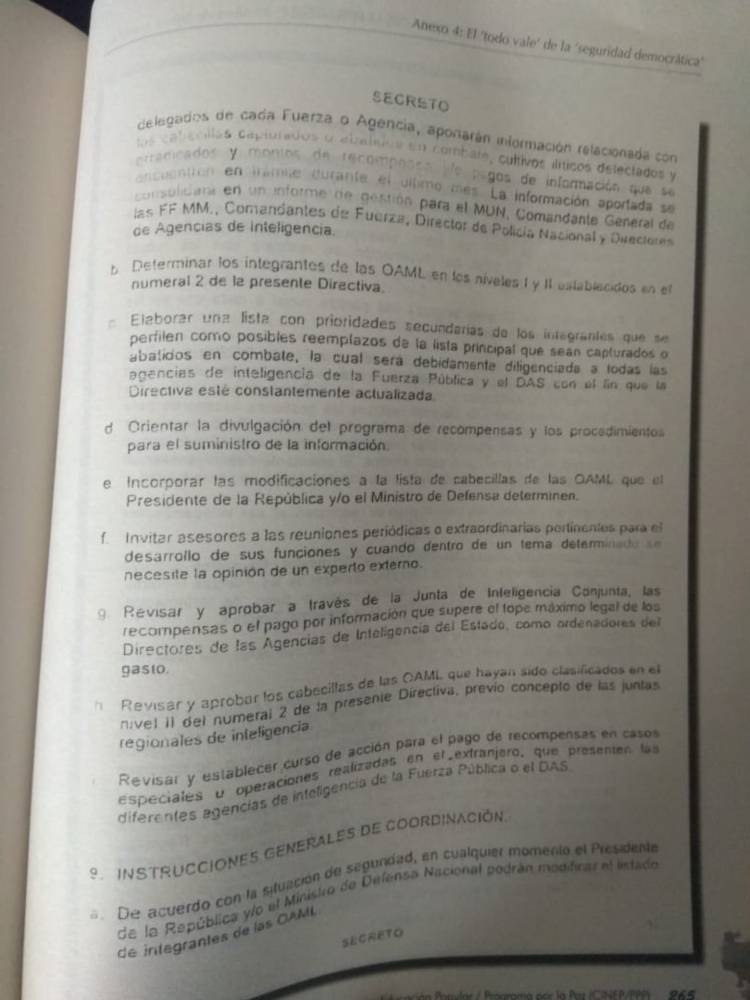 Anexo 4: El 'todo vale' de la 'seguridad democrática'
SECRETO
delegados de cada Fuerza o Agencia, aportarán información relacionada con
las cabecillas capturados o abatidos en combate, cultivos ilícitos detectados y
erradicados y montos de recompensa y/o pagos de información que se
encuentren en trámite durante el último mes. La información aportada se
consolidará en un informe de gestión para el MDN, Comandante General de
las FF.MM., Comandantes de Fuerza, Director de Policía Nacional y Directores
de Agencias de Inteligencia.
b. Determinar los integrantes de las OAML en los niveles I y II establecidos en el
numeral 2 de la presente Directiva.
c. Elaborar una lista con prioridades secundarias de los integrantes que se
perfilen como posibles reemplazos de la lista principal que sean capturados o
abatidos en combate, la cual será debidamente diligenciada a todas las
agencias de inteligencia de la Fuerza Pública y el DAS con el fin que la
Directiva esté constantemente actualizada.
d. Orientar la divulgación del programa de recompensas y los procedimientos
para el suministro de la información.
e. Incorporar las modificaciones a la lista de cabecillas de las OAML que el
Presidente de la República y/o el Ministro de Defensa determinen.
f. Invitar asesores a las reuniones periódicas o extraordinarias pertinentes para el
desarrollo de sus funciones y cuando dentro de un tema determinado se
necesite la opinión de un experto externo.
g. Revisar y aprobar a través de la Junta de Inteligencia Conjunta, las
recompensas o el pago por información que supere el tope máximo legal de los
Directores de las Agencias de Inteligencia del Estado, como ordenadores del
gasto.
h. Revisar y aprobar los cabecillas de las OAML que hayan sido clasificados en el
nivel II del numeral 2 de la presente Directiva, previo concepto de las juntas
regionales de inteligencia.
Revisar y establecer curso de acción para el pago de recompensas en casos
especiales u operaciones realizadas en el extranjero, que presenten las
diferentes agencias de inteligencia de la Fuerza Pública o el DAS.
9. INSTRUCCIONES GENERALES DE COORDINACIÓN.
a. De acuerdo con la situación de seguridad, en cualquier momento el Presidente
de la República y/o el Ministro de Defensa Nacional podrán modificar el listado
de integrantes de las OAML.
SECRETO
Educación Popular / Programa por la Paz (CINEP/PPP) 265